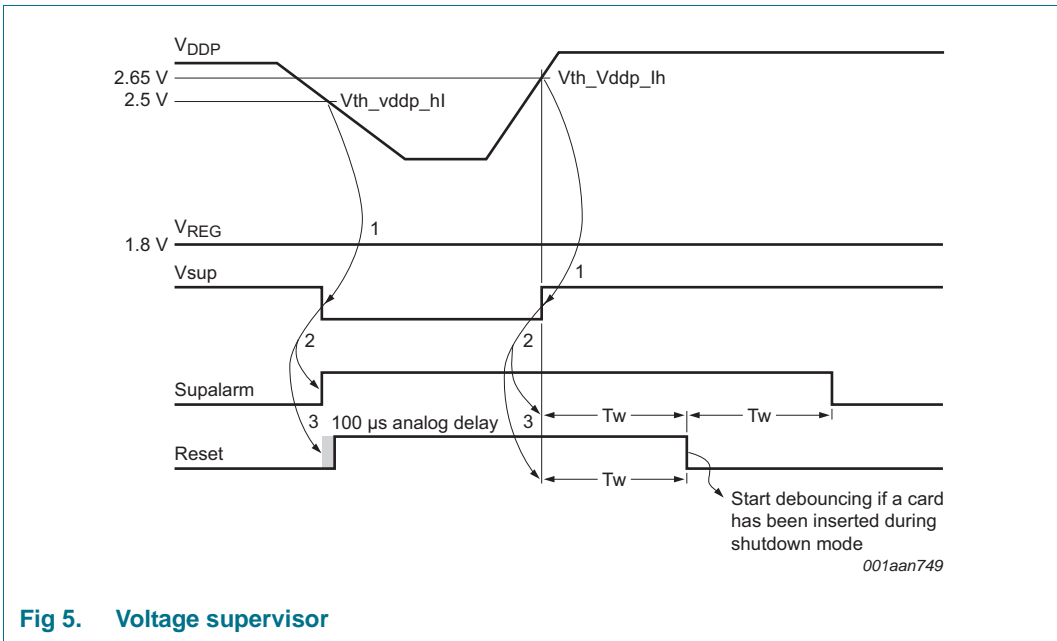 VDDP
2.65 V
Vth_Vddp_lh
2.5 V
Vth_vddp_hl
1
VREG
1.8 V
Vsup
1
2
2
Supalarm
Tw
Tw
3 100 µs analog delay 3
Reset
Tw
Start debouncing if a card
has been inserted during
shutdown mode
001aan749
Fig 5. Voltage supervisor